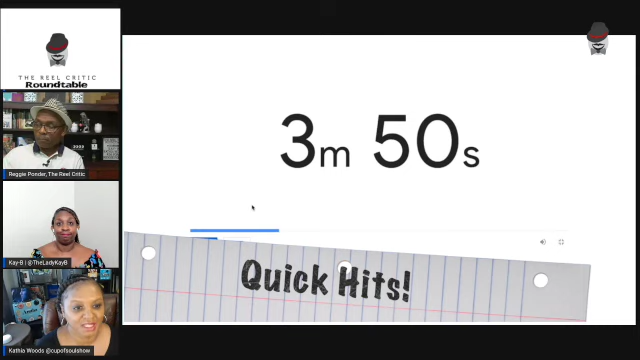 THE REEL CRITIC
Roundtable
Reggie Ponder, The Reel Critic
Kay-B | @TheLadyKayB
Kathia Woods @cupofsoulshow
3m 50s
Quick Hits!